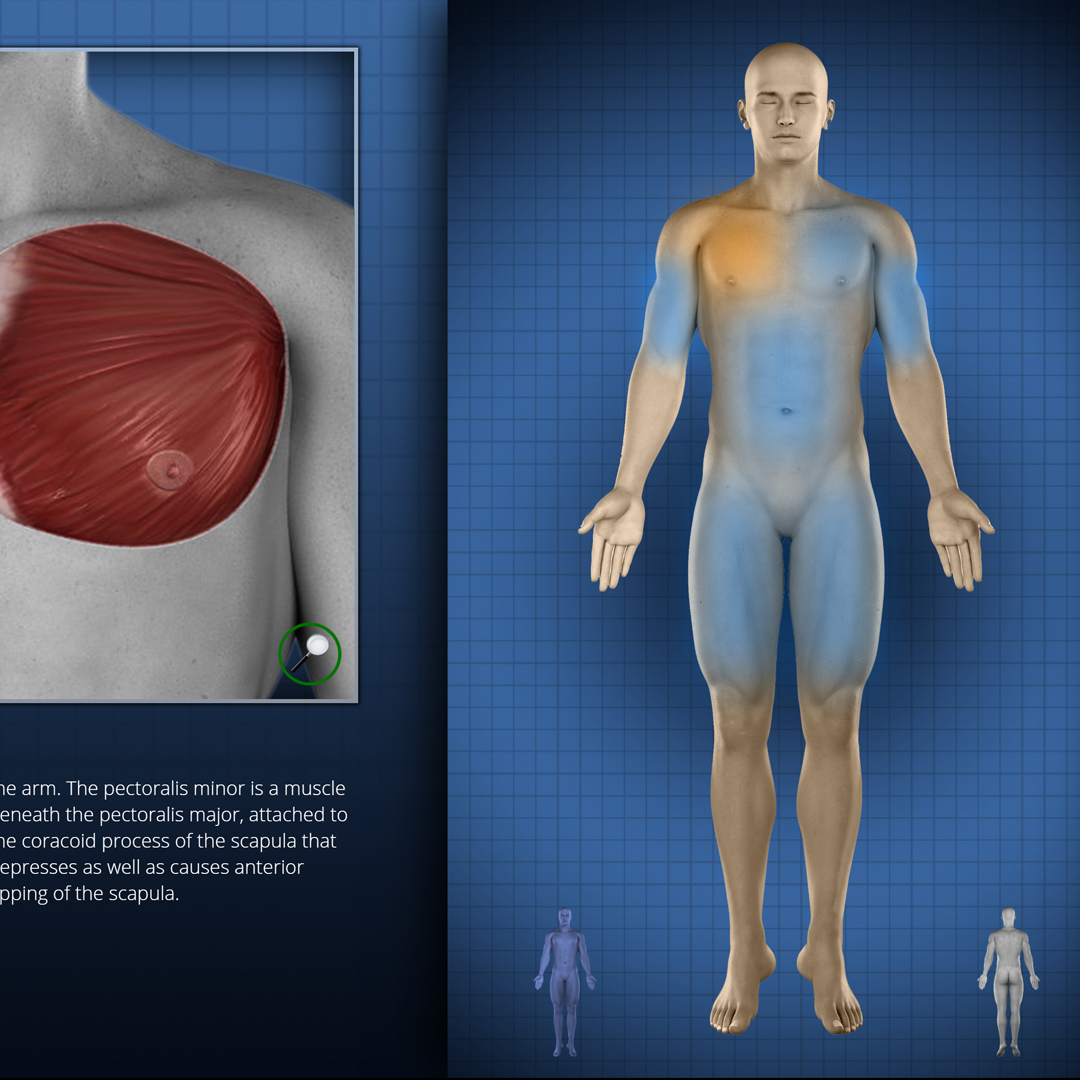 he arm. The pectoralis minor is a muscle
eneath the pectoralis major, attached to
he coracoid process of the scapula that
epresses as well as causes anterior
pping of the scapula.